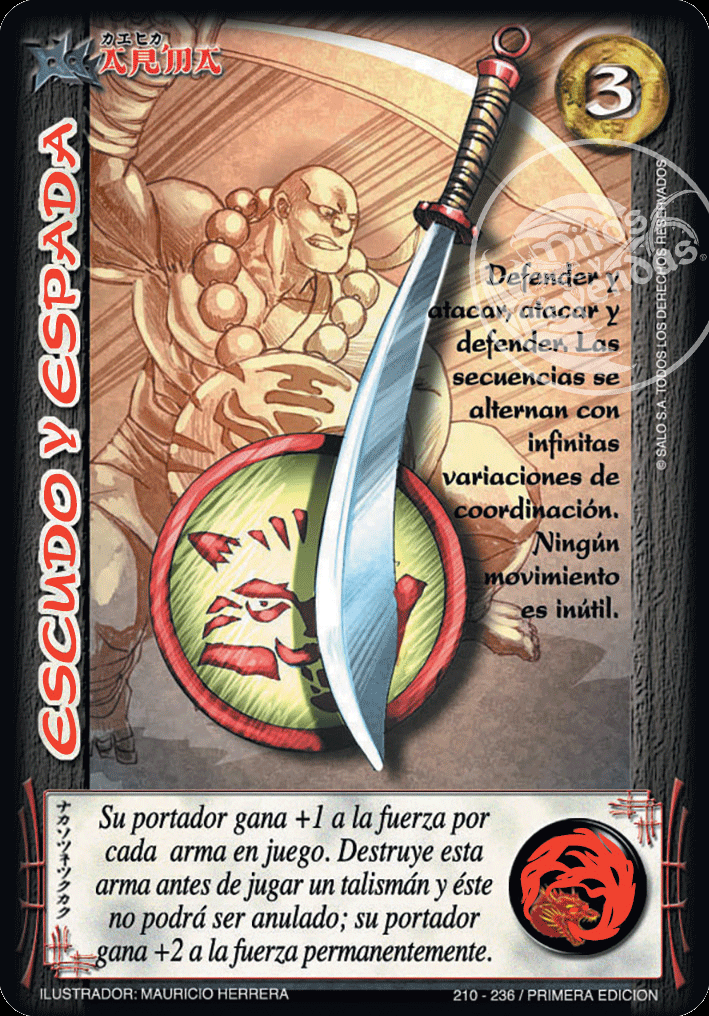 カエヒカ
ARMA
3
ESCUDO Y ESPADA
mitos
y
leyendas®
Defender y
atacar, atacar y
defender. Las
secuencias se
alternan con
infinitas
variaciones de
coordinación.
Ningún
movimiento
es inútil.
© SALO S.A. TODOS LOS DERECHOS RESERVADOS
ナカソツネツクカク
Su portador gana +1 a la fuerza por
cada arma en juego. Destruye esta
arma antes de jugar un talismán y éste
no podrá ser anulado; su portador
gana +2 a la fuerza permanentemente.
ILUSTRADOR: MAURICIO HERRERA
210 - 236 / PRIMERA EDICION